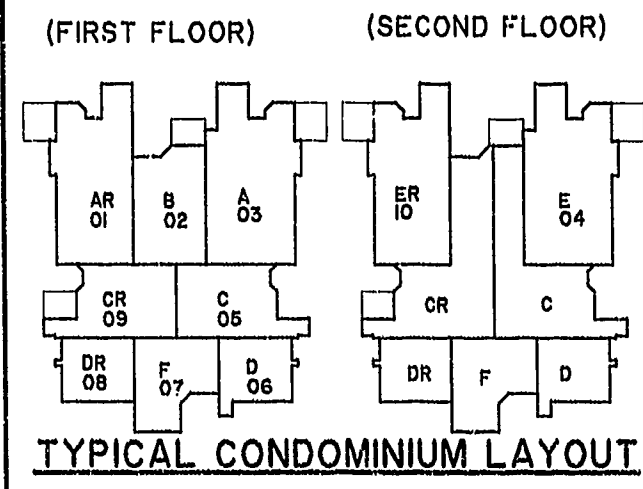 (FIRST FLOOR)
(SECOND FLOOR)
AR
01
B
02
A
03
CR
09
C
05
DR
08
F
07
D
06
ER
10
E
04
CR
C
DR
F
D
TYPICAL CONDOMINIUM LAYOUT